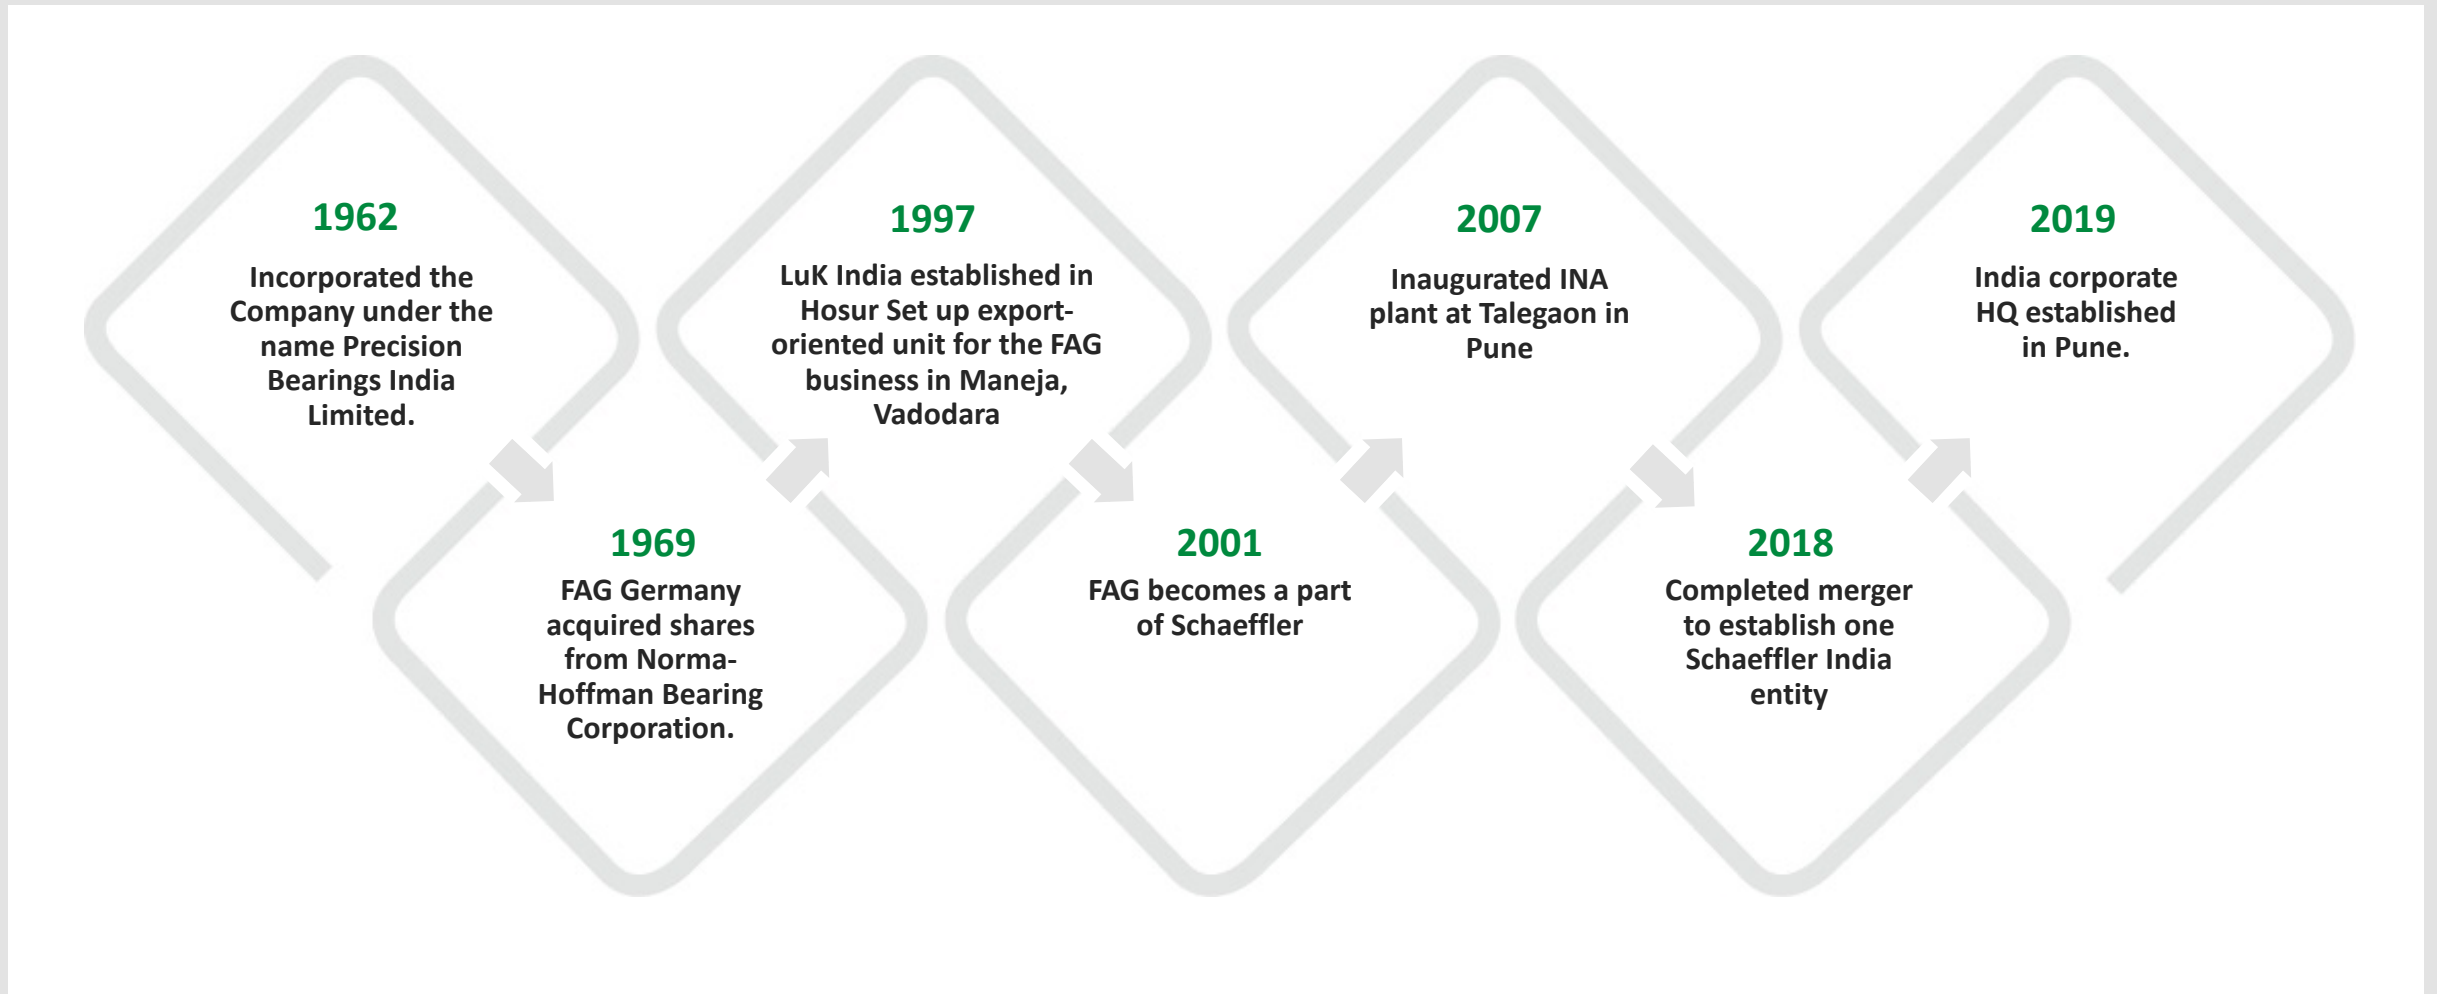 1962
Incorporated the
Company under the
name Precision
Bearings India
Limited.
1969
FAG Germany
acquired shares
from Norma-
Hoffman Bearing
Corporation.
1997
LuK India established in
Hosur Set up export-
oriented unit for the FAG
business in Maneja,
Vadodara
2001
FAG becomes a part
of Schaeffler
2007
Inaugurated INA
plant at Talegaon in
Pune
2018
Completed merger
to establish one
Schaeffler India
entity
2019
India corporate
HQ established
in Pune.